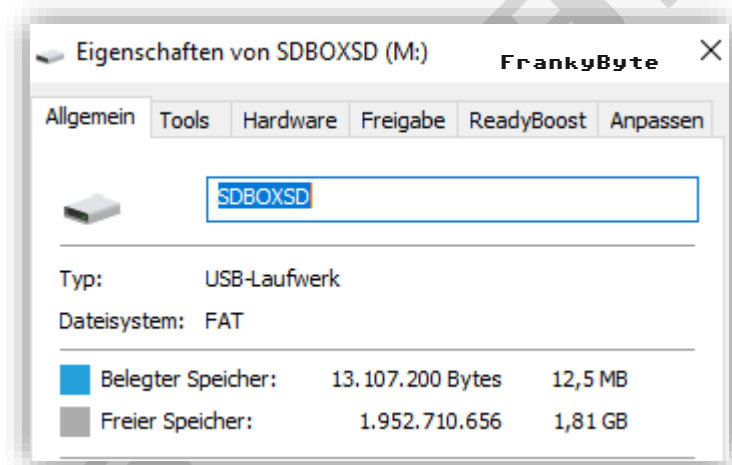 Eigenschaften von SDBOXSD (M:) FrankyByte
Allgemein Tools Hardware Freigabe ReadyBoost Anpassen
SDBOXSD
Typ: USB-Laufwerk
Dateisystem: FAT
Belegter Speicher: 13.107.200 Bytes 12,5 MB
Freier Speicher: 1.952.710.656 1,81 GB